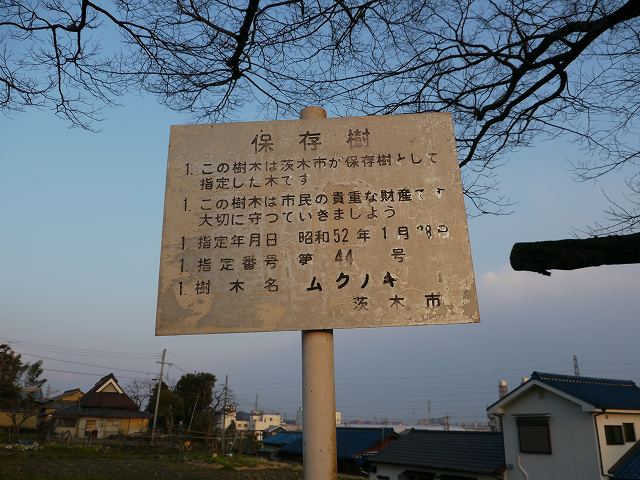 保存樹
1. この樹木は茨木市が保存樹として
指定した木です
1. この樹木は市民の貴重な財産です
大切に守つていきましよう
1. 指定年月日 昭和52年1月28日
1. 指定番号 第 44 号
1. 樹木名 ムクノキ
茨木市